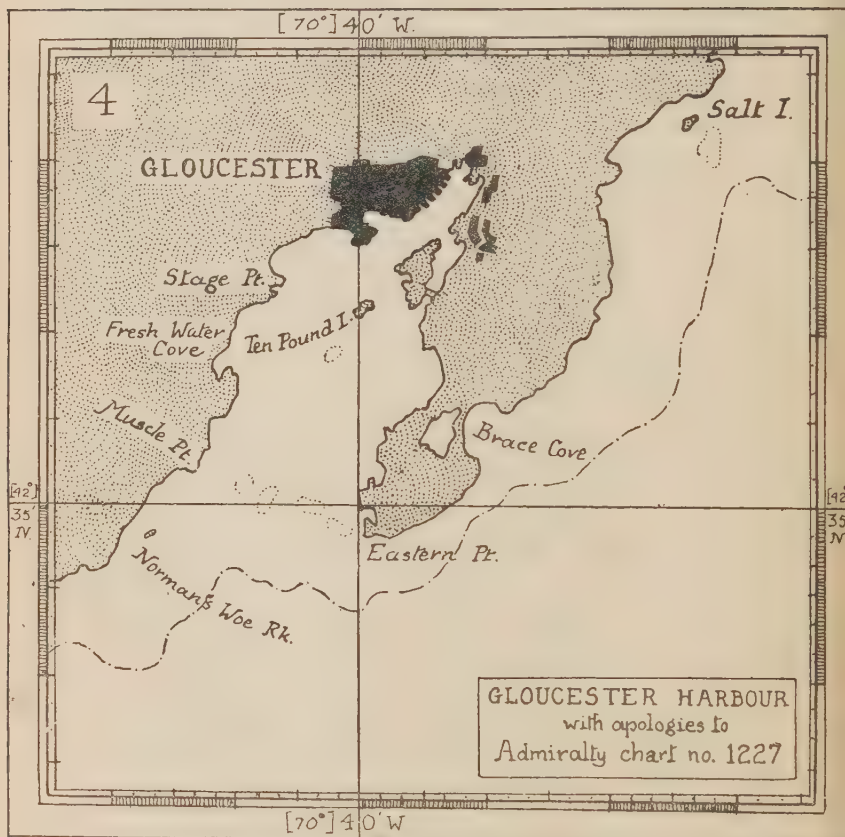 [70°] 40' W.
4
Salt I.
GLOUCESTER
Stage Pt.
Fresh Water
Cove
Ten Pound I.
Muscle Pt.
Brace Cove
[42°]
35'
N
[42°]
35'
N
Eastern Pt.
Norman's Woe Rk.
GLOUCESTER HARBOUR
with apologies to
Admiralty chart no. 1227
[70°] 40' W